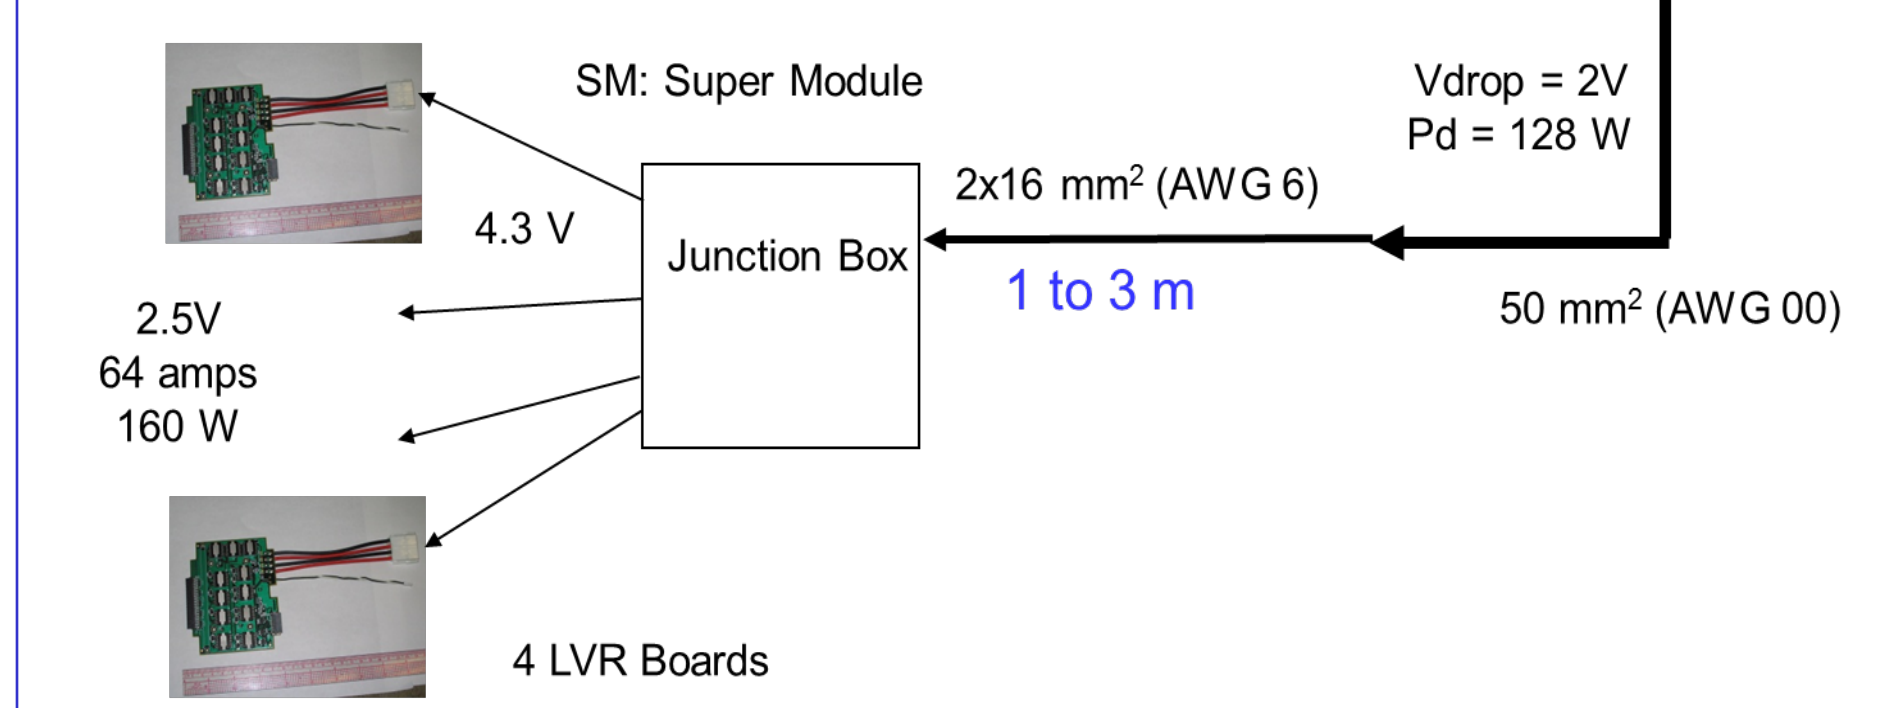 SM: Super Module
Vdrop = 2V
Pd = 128 W
2x16 mm² (AWG 6)
4.3 V
Junction Box
1 to 3 m
50 mm² (AWG 00)
2.5V
64 amps
160 W
4 LVR Boards